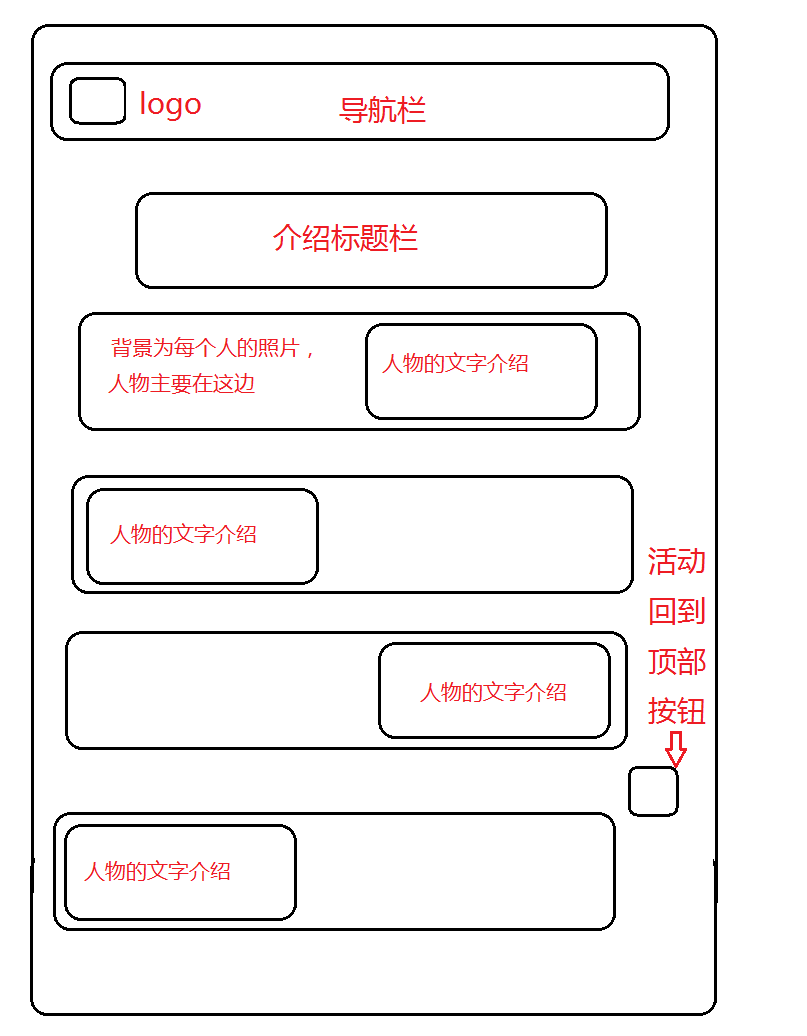 logo
导航栏
介绍标题栏
背景为每个人的照片，
人物主要在这边
人物的文字介绍
人物的文字介绍
活动
回到
顶部
按钮
人物的文字介绍
人物的文字介绍